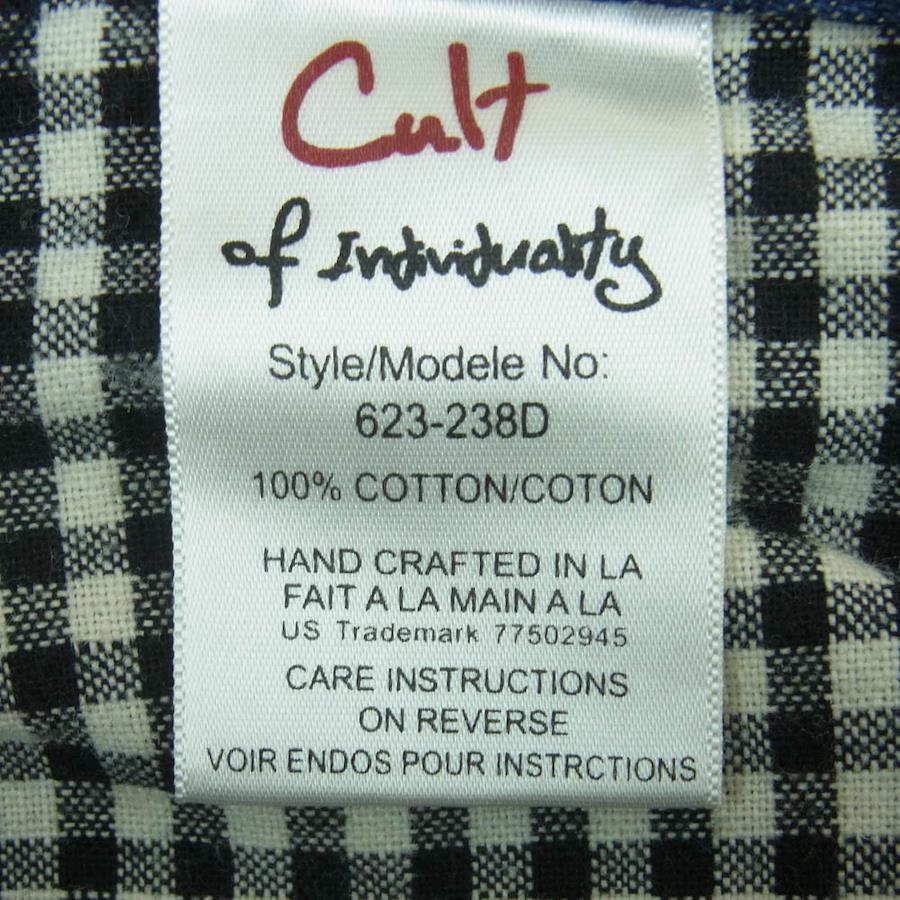 Cult
of Individuality
Style/Modele No:
623-238D
100% COTTON/COTON
HAND CRAFTED IN LA
FAIT A LA MAIN A LA
US Trademark 77502945
CARE INSTRUCTIONS
ON REVERSE
VOIR ENDOS POUR INSTRCTIONS